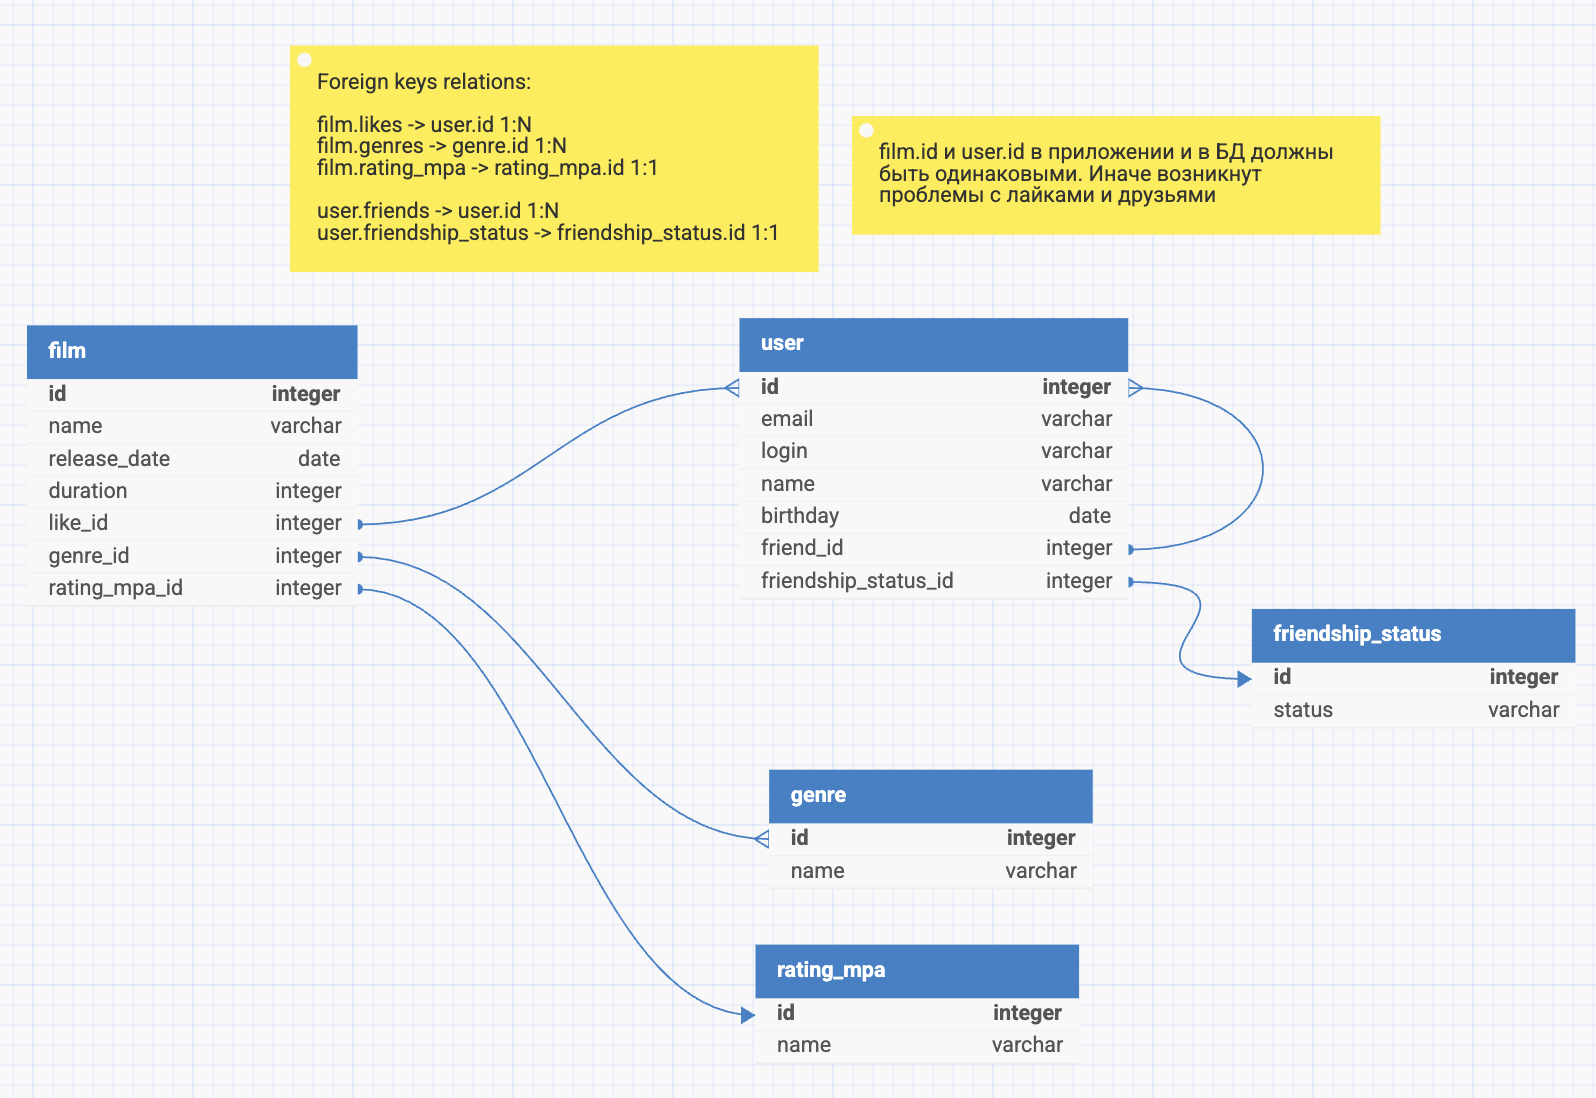 Foreign keys relations:
film.likes -> user.id 1:N
film.genres -> genre.id 1:N
film.rating_mpa -> rating_mpa.id 1:1
user.friends -> user.id 1:N
user.friendship_status -> friendship_status.id 1:1
film.id и user.id в приложении и в БД должны
быть одинаковыми. Иначе возникнут
проблемы с лайками и друзьями
film
id integer
name varchar
release_date date
duration integer
like_id integer
genre_id integer
rating_mpa_id integer
user
id integer
email varchar
login varchar
name varchar
birthday date
friend_id integer
friendship_status_id integer
friendship_status
id integer
status varchar
genre
id integer
name varchar
rating_mpa
id integer
name varchar